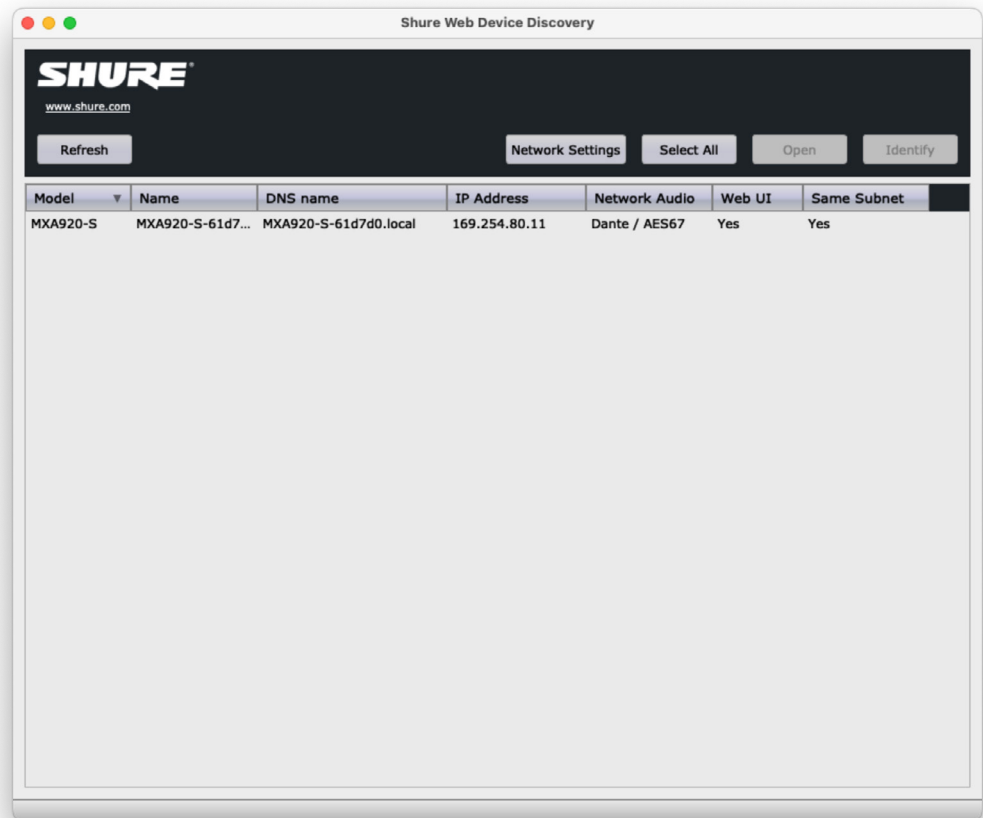 Shure Web Device Discovery
SHURE®
www.shure.com
Refresh Network Settings Select All Open Identify
Model Name DNS name IP Address Network Audio Web UI Same Subnet
MXA920-S MXA920-S-61d7... MXA920-S-61d7d0.local 169.254.80.11 Dante / AES67 Yes Yes